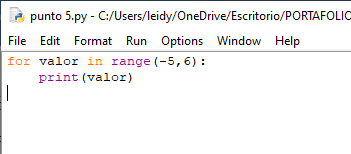 punto 5.py - C:/Users/leidy/OneDrive/Escritorio/PORTAFOLIO
File Edit Format Run Options Window Help
for valor in range(-5,6):
    print(valor)